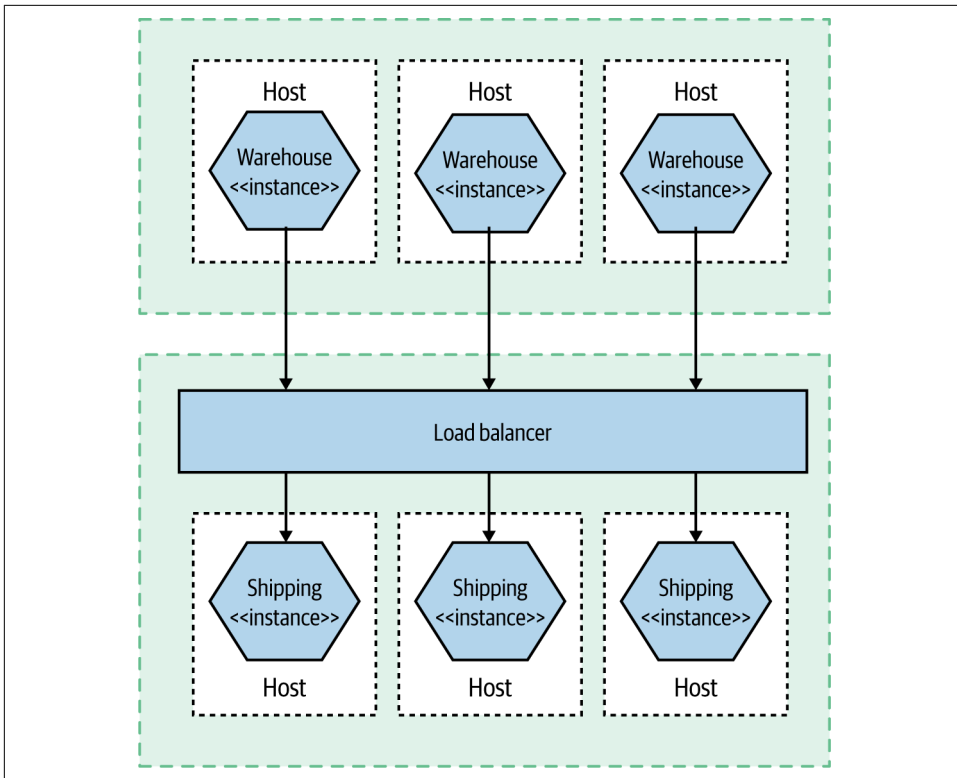 Host Host Host
Warehouse Warehouse Warehouse
<<instance>> <<instance>> <<instance>>
Load balancer
Shipping Shipping Shipping
<<instance>> <<instance>> <<instance>>
Host Host Host